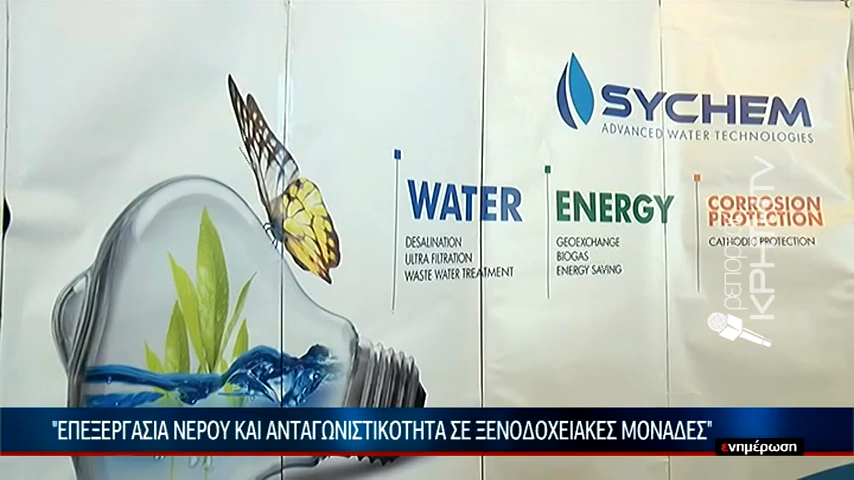 SYCHEM
ADVANCED WATER TECHNOLOGIES
WATER
DESALINATION
ULTRA FILTRATION
WASTE WATER TREATMENT
ENERGY
GEOEXCHANGE
BIOGAS
ENERGY SAVING
CORROSION
PROTECTION
CATHODIC PROTECTION
ρεπορτάζ
ΚΡΗΤΗ TV
"ΕΠΕΞΕΡΓΑΣΙΑ ΝΕΡΟΥ ΚΑΙ ΑΝΤΑΓΩΝΙΣΤΙΚΟΤΗΤΑ ΣΕ ΞΕΝΟΔΟΧΕΙΑΚΕΣ ΜΟΝΑΔΕΣ"
ενημέρωση